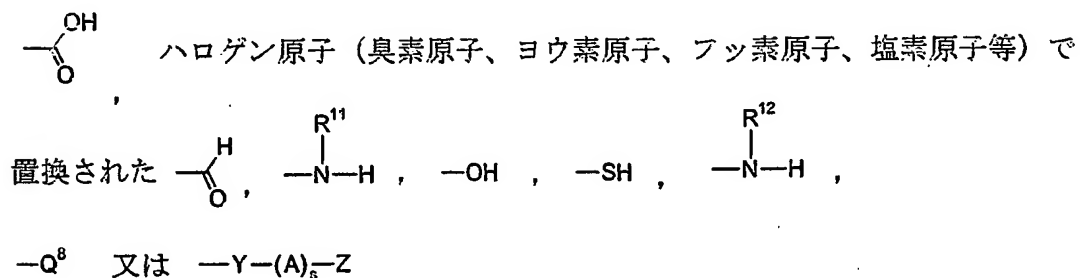 OH
O
, ハロゲン原子（臭素原子、ヨウ素原子、フッ素原子、塩素原子等）で
R¹¹ R¹²
置換された H O , —N—H , —OH , —SH , —N—H ,
—Q⁸ 又は —Y—(A)ₛ—Z